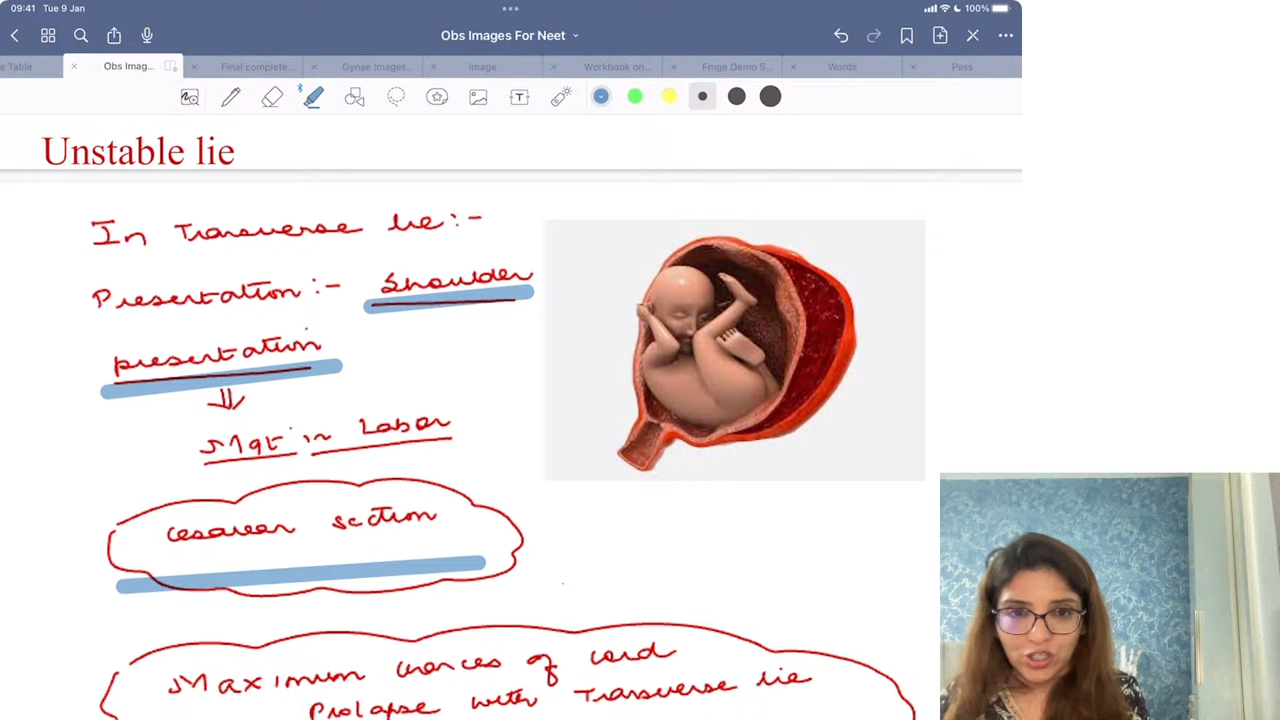 09:41 Tue 9 Jan
100%
Obs Images For Neet
e Table
Obs Imag...
Final complete...
Gynae Images...
Image
Workbook on...
Fmge Demo S...
Words
Pass
Unstable lie
In Transverse lie:-
Presentation:- Shoulder
presentation
Mgt in Labor
Cesarean section
Maximum chances of cord
Prolapse with Transverse lie